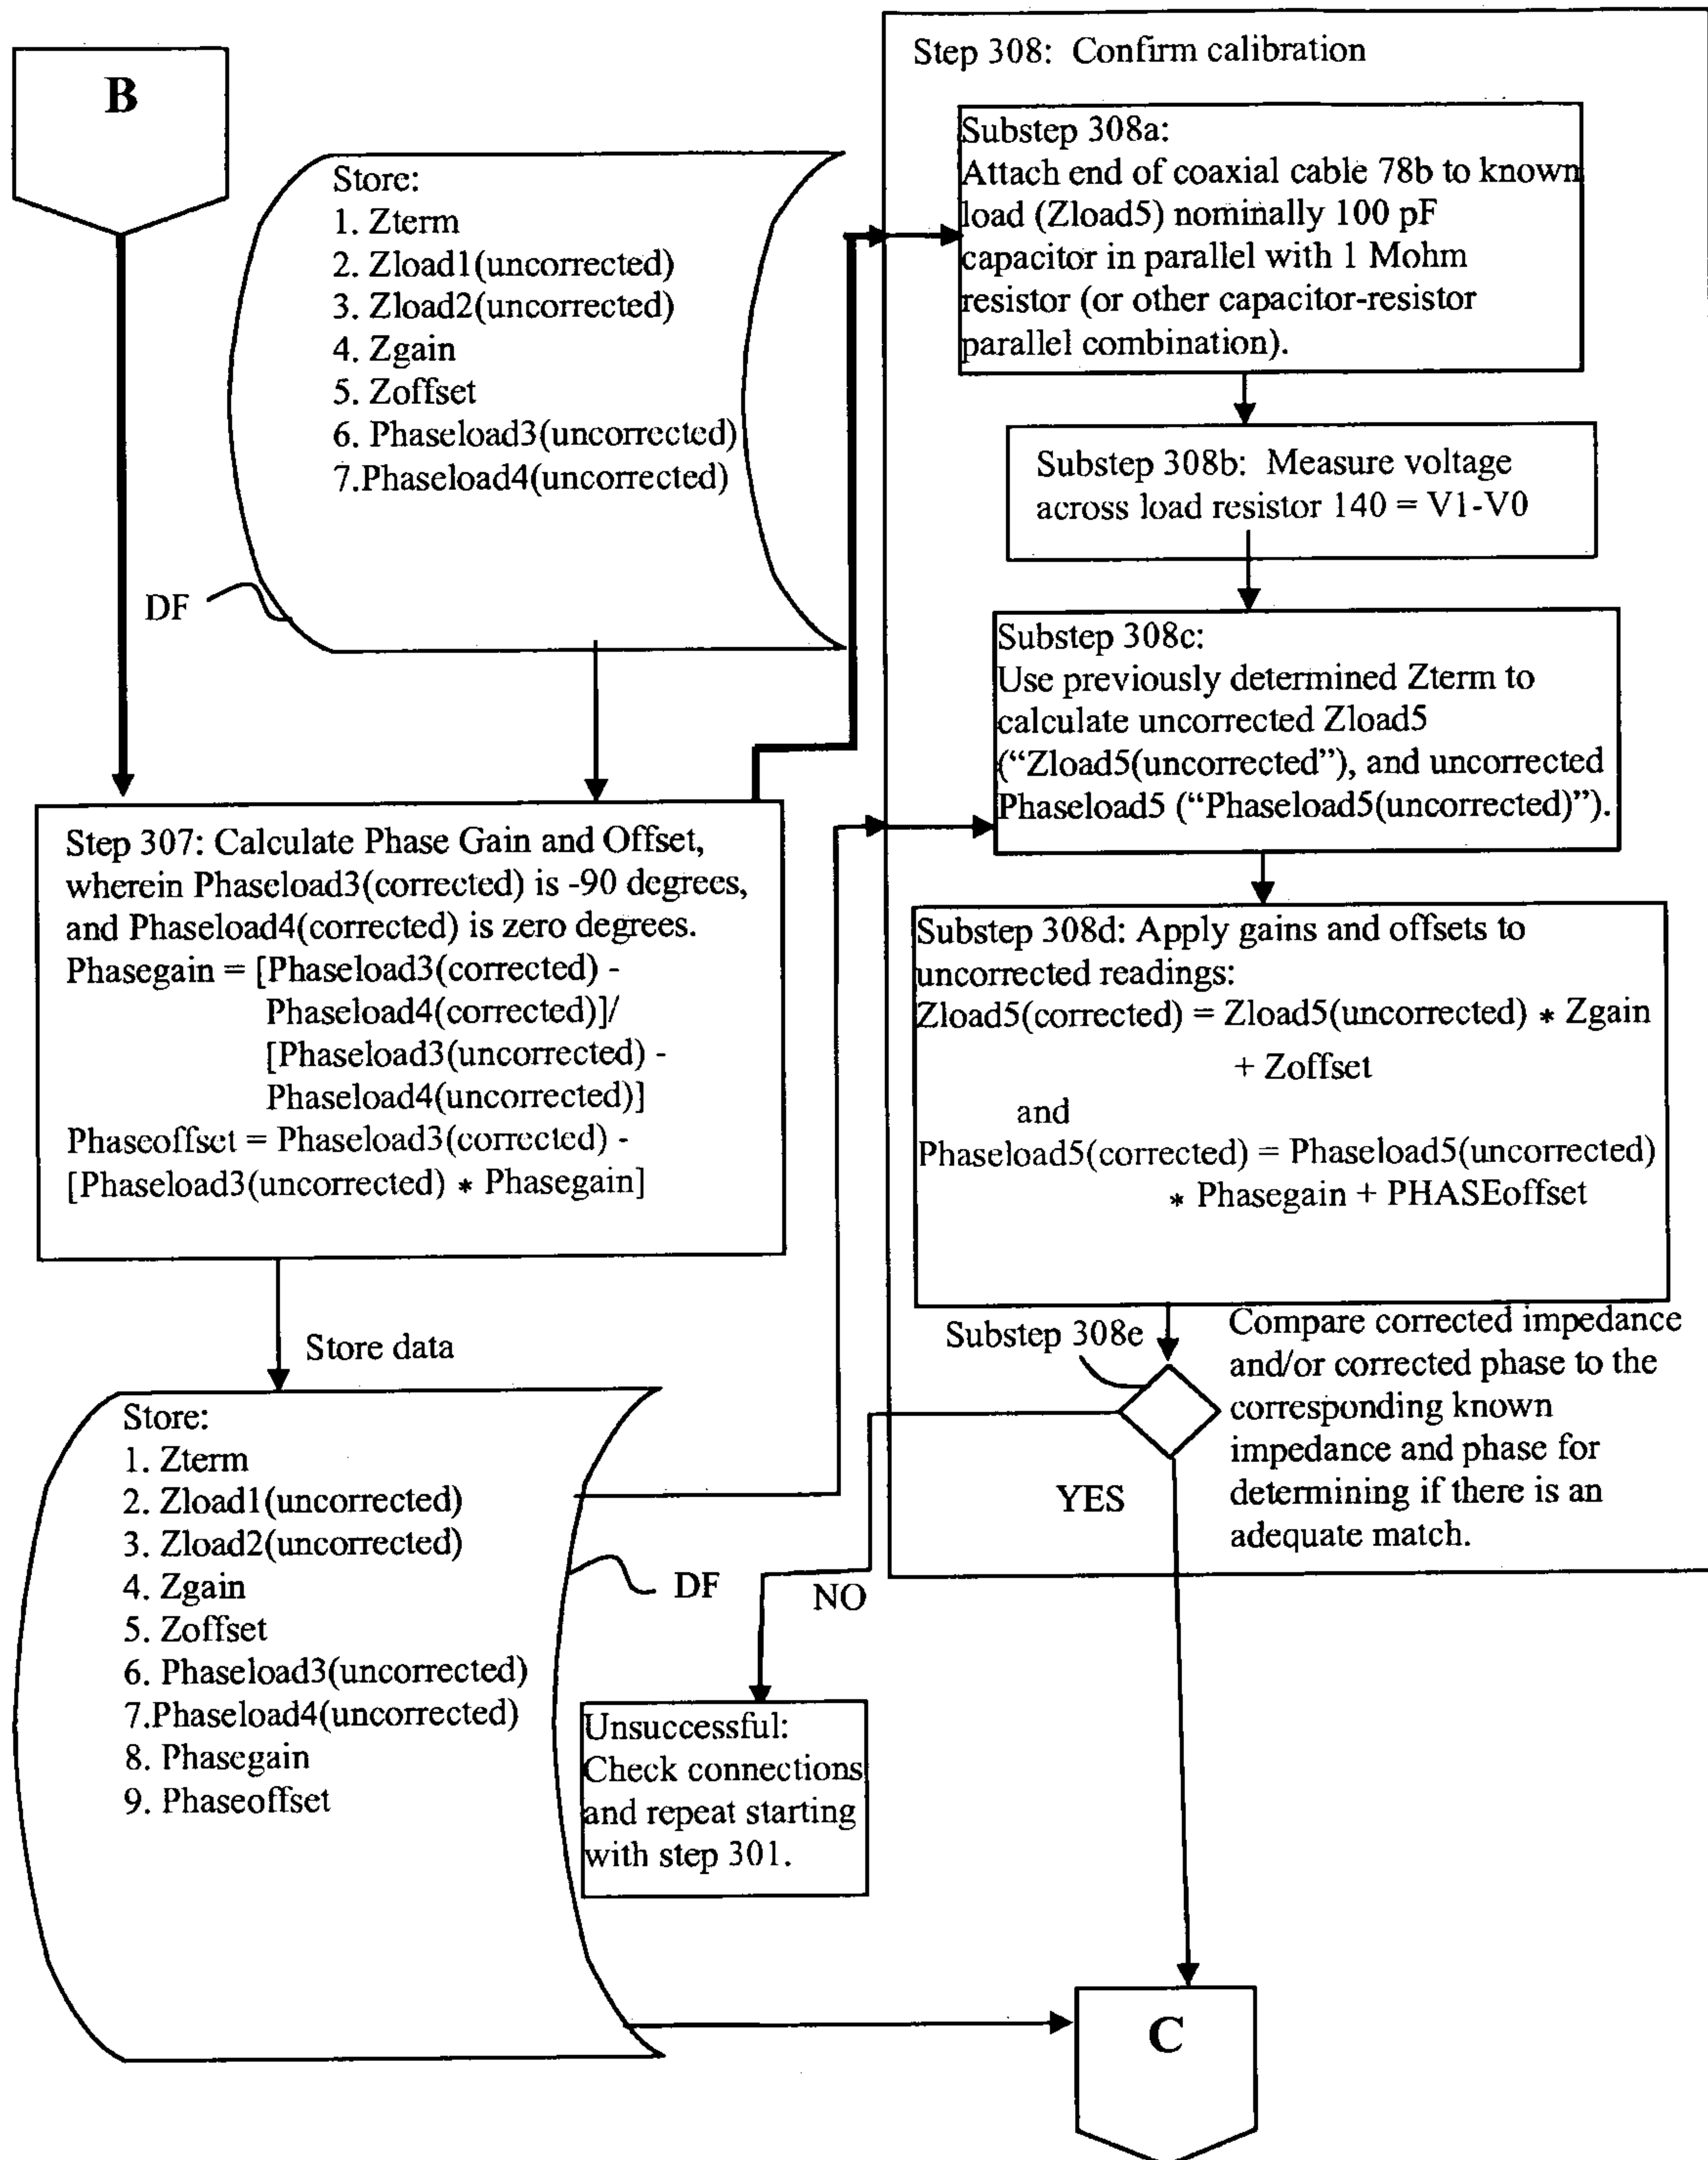 B
Store:
1. Zterm
2. Zload1(uncorrected)
3. Zload2(uncorrected)
4. Zgain
5. Zoffset
6. Phaseload3(uncorrected)
7.Phaseload4(uncorrected)
DF
Step 307: Calculate Phase Gain and Offset,
wherein Phaseload3(corrected) is -90 degrees,
and Phaseload4(corrected) is zero degrees.
Phasegain = [Phaseload3(corrected) -
Phaseload4(corrected)]/
[Phaseload3(uncorrected) -
Phaseload4(uncorrected)]
Phaseoffset = Phaseload3(corrected) -
[Phaseload3(uncorrected) * Phasegain]
Store data
Store:
1. Zterm
2. Zload1(uncorrected)
3. Zload2(uncorrected)
4. Zgain
5. Zoffset
6. Phaseload3(uncorrected)
7.Phaseload4(uncorrected)
8. Phasegain
9. Phaseoffset
DF
Step 308: Confirm calibration
Substep 308a:
Attach end of coaxial cable 78b to known
load (Zload5) nominally 100 pF
capacitor in parallel with 1 Mohm
resistor (or other capacitor-resistor
parallel combination).
Substep 308b: Measure voltage
across load resistor 140 = V1-V0
Substep 308c:
Use previously determined Zterm to
calculate uncorrected Zload5
("Zload5(uncorrected"), and uncorrected
Phaseload5 ("Phaseload5(uncorrected)").
Substep 308d: Apply gains and offsets to
uncorrected readings:
Zload5(corrected) = Zload5(uncorrected) * Zgain
+ Zoffset
and
Phaseload5(corrected) = Phaseload5(uncorrected)
* Phasegain + PHASEoffset
Substep 308e
Compare corrected impedance
and/or corrected phase to the
corresponding known
impedance and phase for
determining if there is an
adequate match.
YES
NO
Unsuccessful:
Check connections
and repeat starting
with step 301.
C